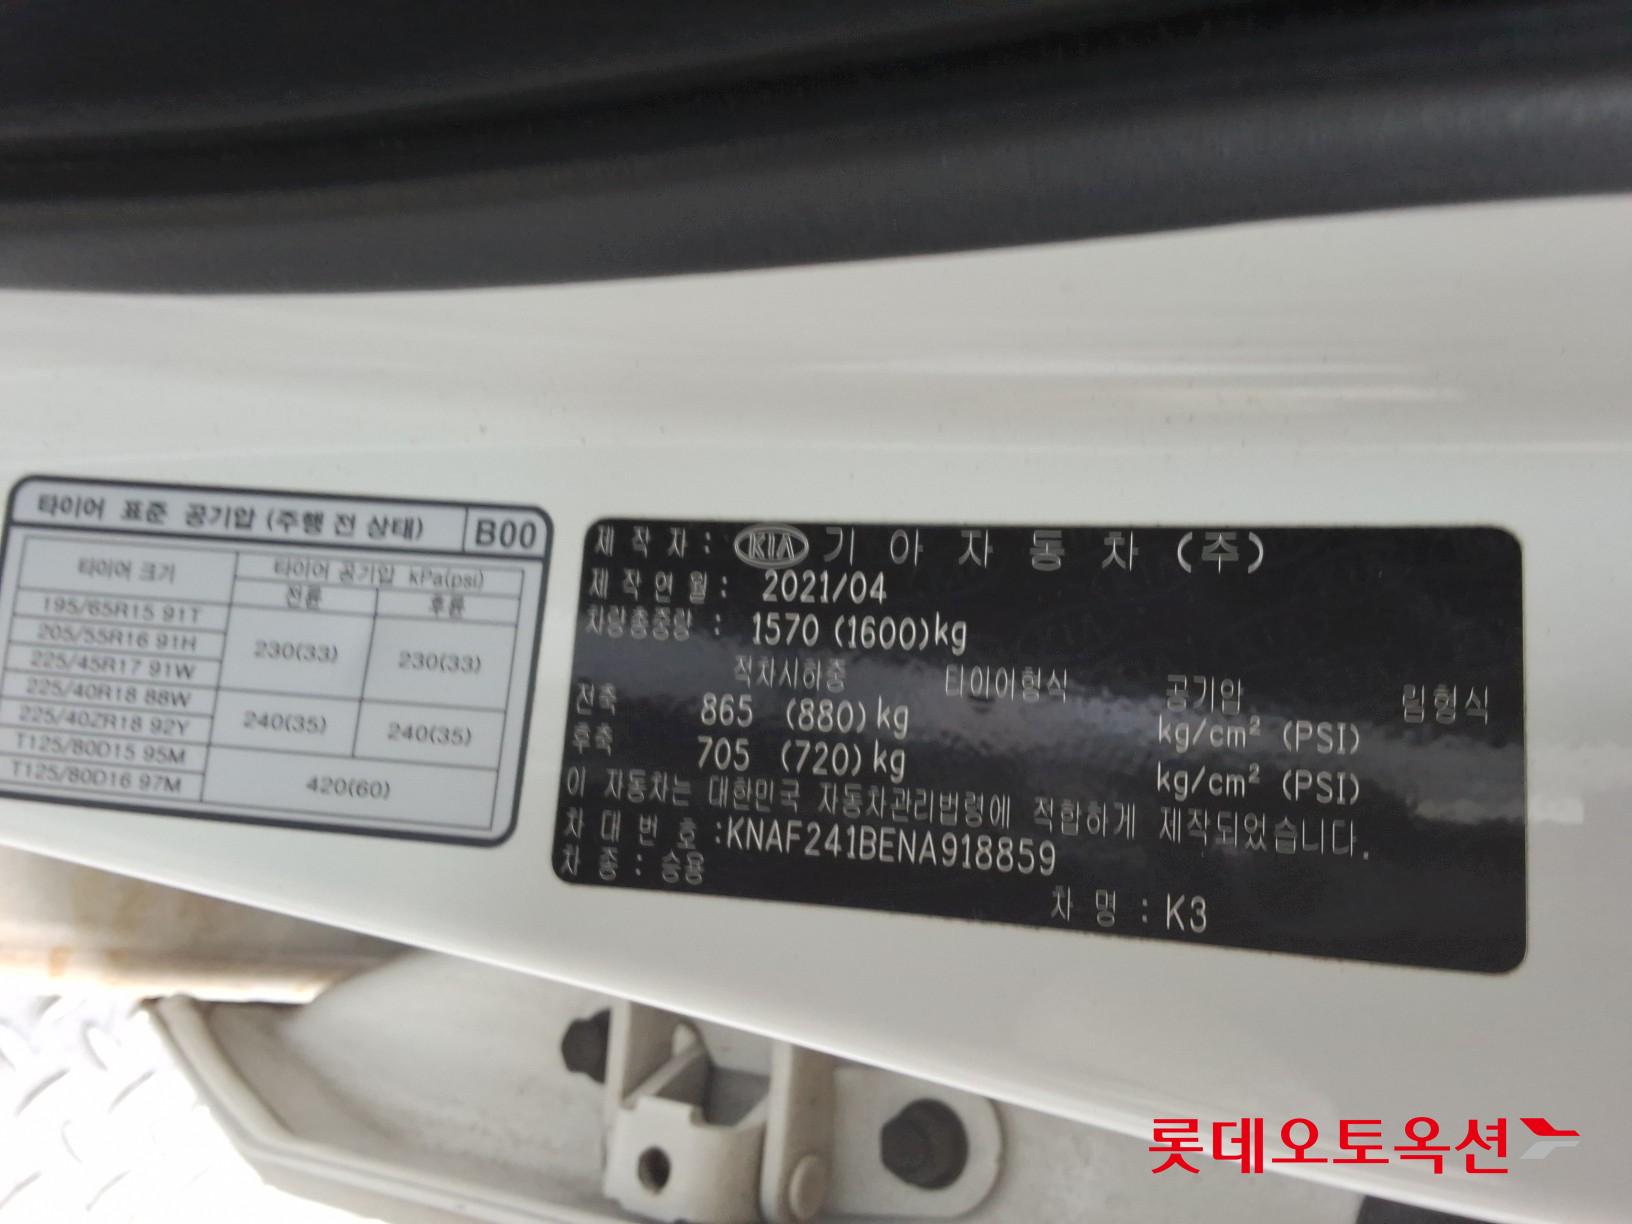 타이어 표준 공기압 (주행 전 상태) B00
타이어 크기 타이어 공기압 kPa(psi)
전륜 후륜
195/65R15 91T
205/55R16 91H 230(33) 230(33)
225/45R17 91W
225/40R18 88W
225/40ZR18 92Y 240(35) 240(35)
T125/80D15 95M
T125/80D16 97M 420(60)
제 작 자 : KIA 기 아 자 동 차 (주)
제 작 연 월 : 2021/04
차량총중량 : 1570 (1600)kg
적차시하중 타이어형식 공기압 림형식
전축 865 (880)kg kg/cm² (PSI)
후축 705 (720)kg kg/cm² (PSI)
이 자동차는 대한민국 자동차관리법령에 적합하게 제작되었습니다.
차 대 번 호 :KNAF241BENA918859
차 종 : 승용 차 명 : K3
롯데오토옥션